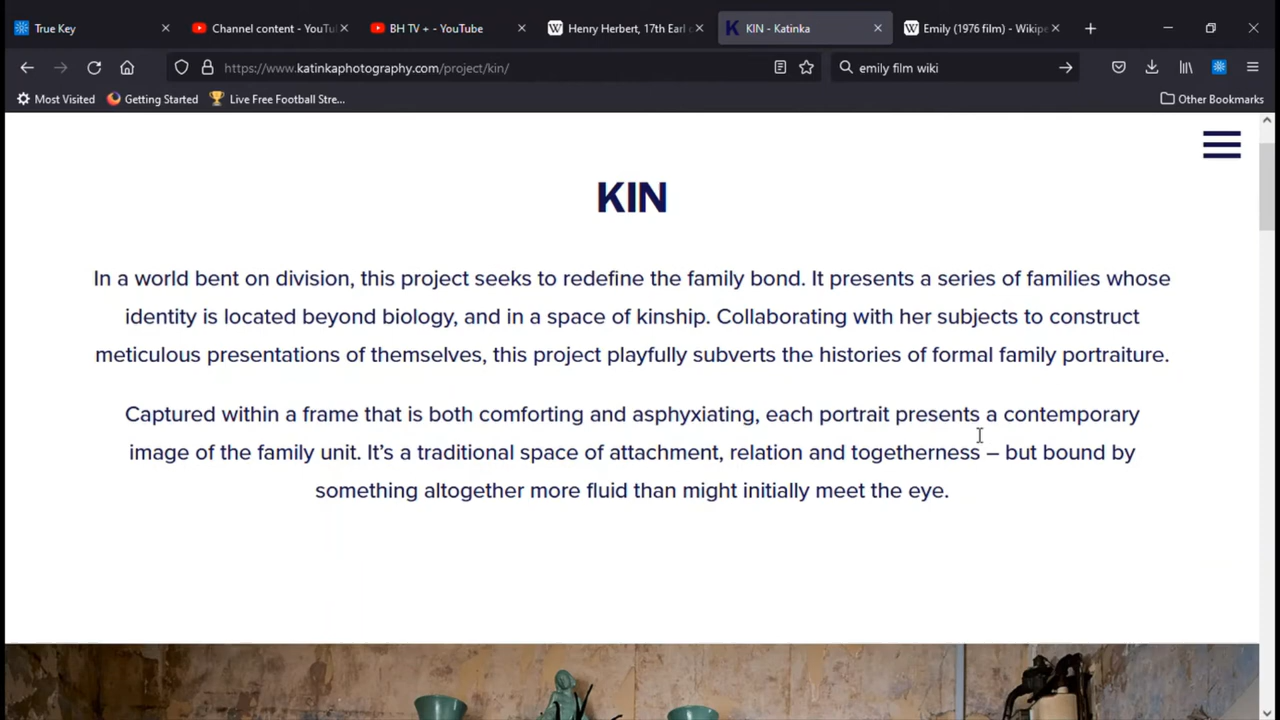 True Key
Channel content - YouTu
BH TV + - YouTube
Henry Herbert, 17th Earl o
KIN - Katinka
Emily (1976 film) - Wikipe
https://www.katinkaphotography.com/project/kin/
emily film wiki
Most Visited
Getting Started
Live Free Football Stre...
Other Bookmarks
KIN
In a world bent on division, this project seeks to redefine the family bond. It presents a series of families whose
identity is located beyond biology, and in a space of kinship. Collaborating with her subjects to construct
meticulous presentations of themselves, this project playfully subverts the histories of formal family portraiture.
Captured within a frame that is both comforting and asphyxiating, each portrait presents a contemporary
image of the family unit. It’s a traditional space of attachment, relation and togetherness – but bound by
something altogether more fluid than might initially meet the eye.